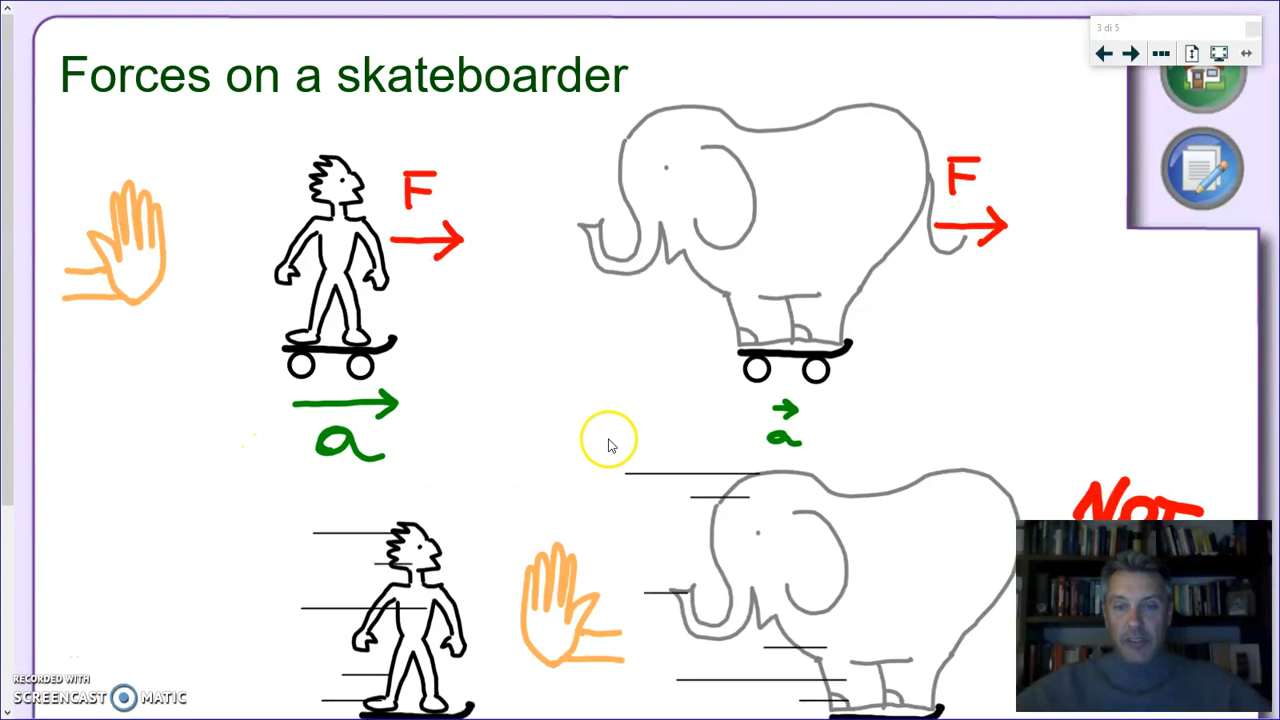 3 di 5
Forces on a skateboarder
F
F
a
a
NOT
RECORDED WITH
SCREENCAST MATIC